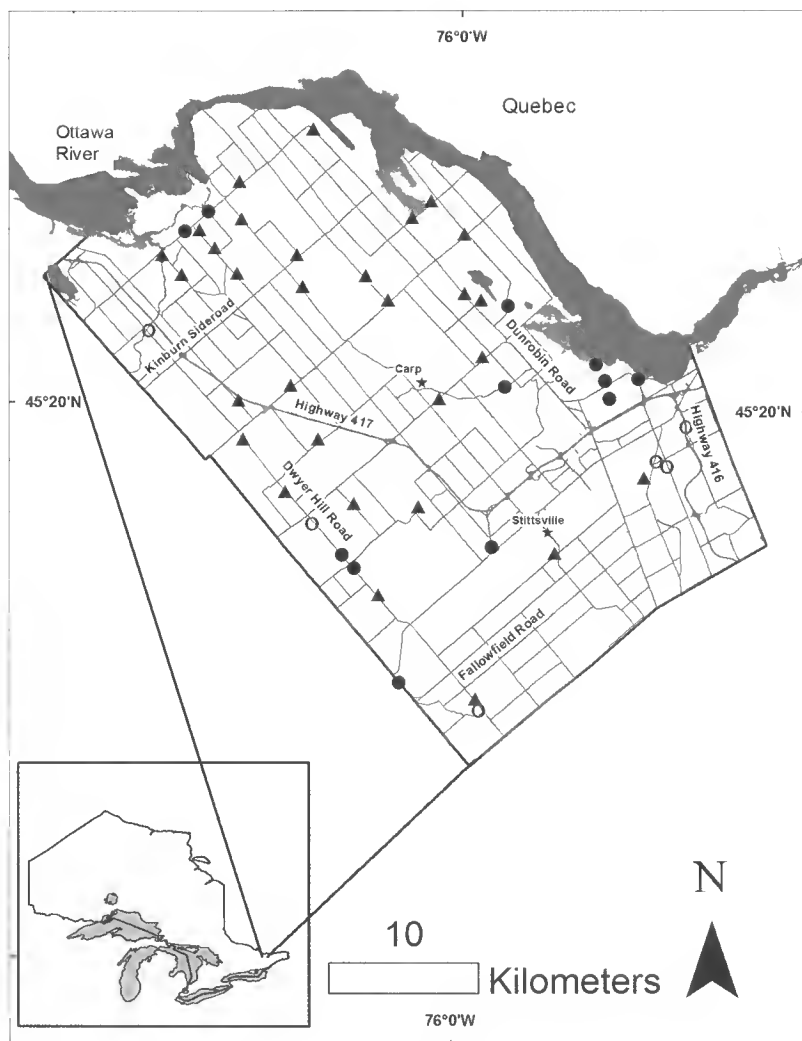 76°0'W
Quebec
Ottawa
River
Kinburn Sideroad
Dunrobin Road
Carp
45°20'N
Highway 417
45°20'N
Highway 416
Dwyer Hill Road
Stittsville
Fallowfield Road
N
10
Kilometers
76°0'W